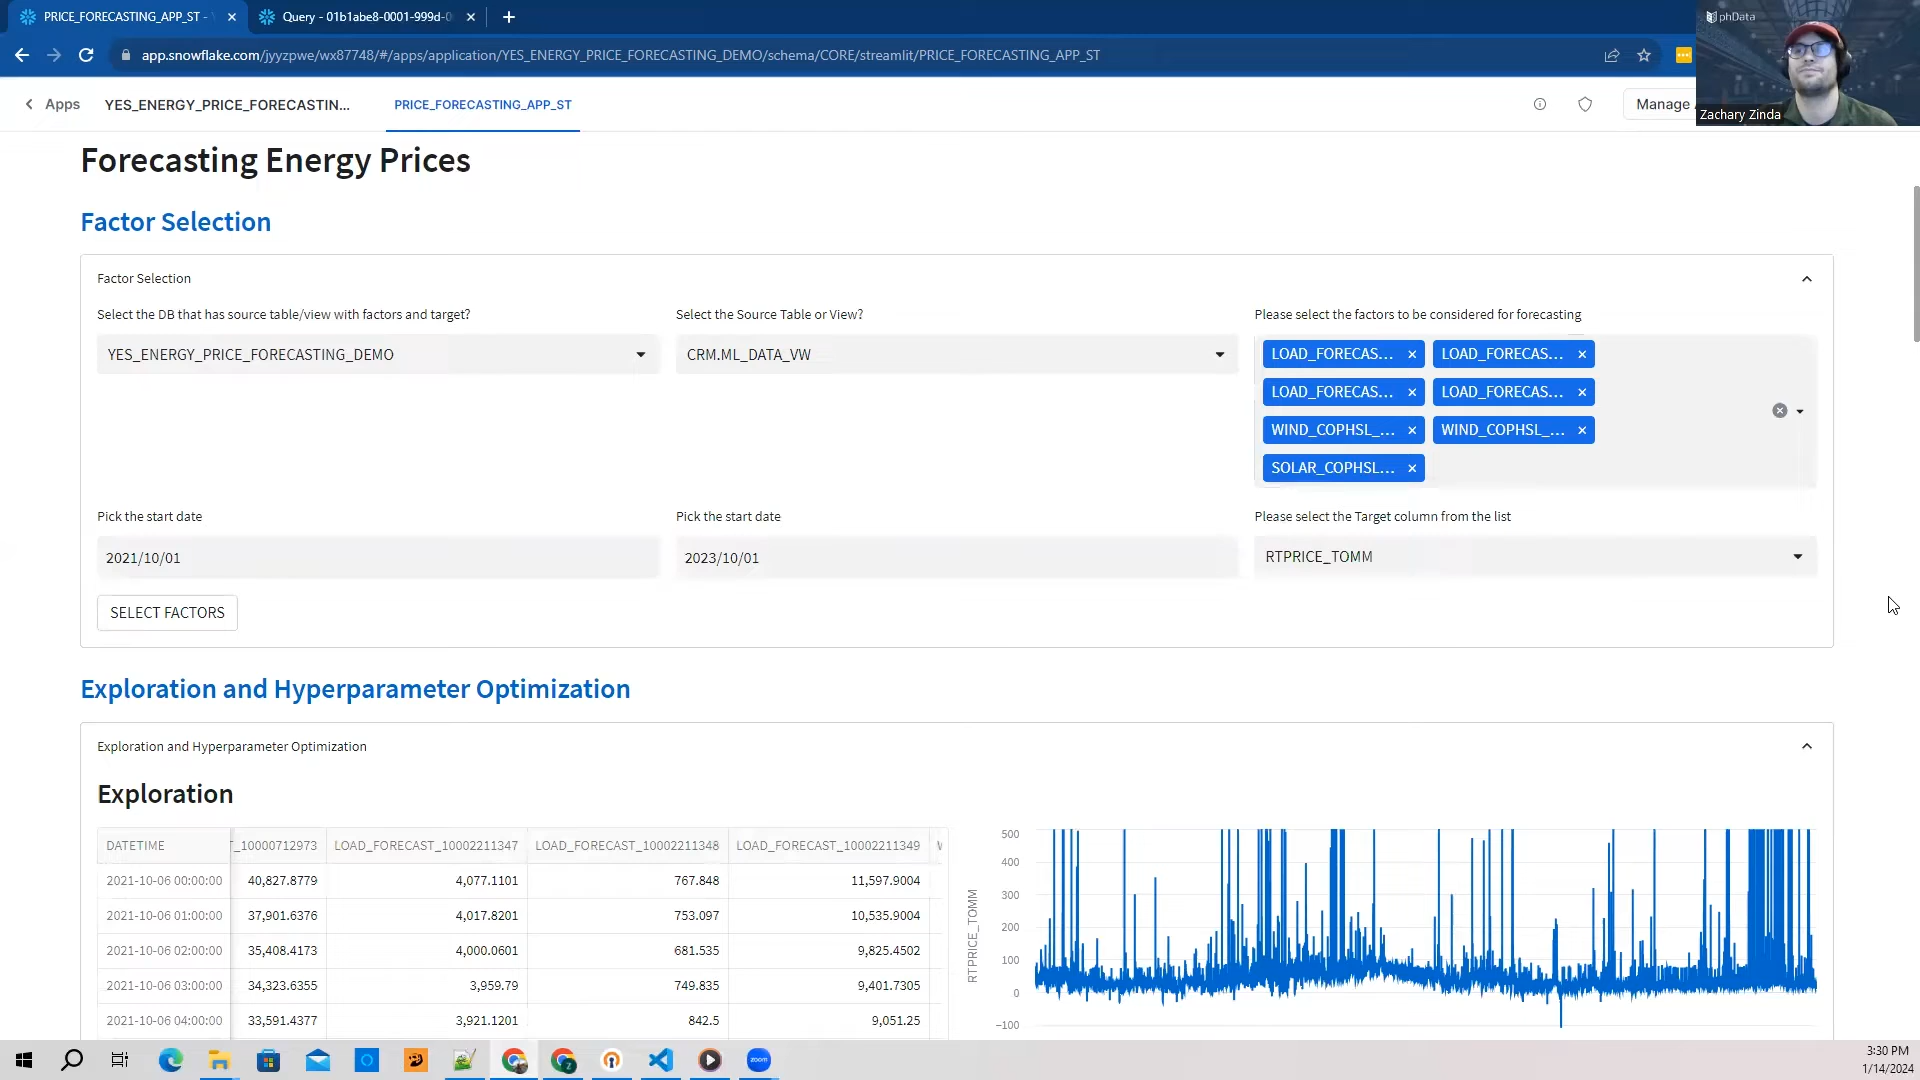 PRICE_FORECASTING_APP_ST -
Query - 01b1abe8-0001-999d-0
phData
app.snowflake.com/jyyzpwe/wx87748/#/apps/application/YES_ENERGY_PRICE_FORECASTING_DEMO/schema/CORE/streamlit/PRICE_FORECASTING_APP_ST
Apps
YES_ENERGY_PRICE_FORECASTIN...
PRICE_FORECASTING_APP_ST
Manage
Zachary Zinda
Forecasting Energy Prices
Factor Selection
Factor Selection
Select the DB that has source table/view with factors and target?
Select the Source Table or View?
Please select the factors to be considered for forecasting
YES_ENERGY_PRICE_FORECASTING_DEMO
CRM.ML_DATA_VW
LOAD_FORECAS... LOAD_FORECAS...
LOAD_FORECAS... LOAD_FORECAS...
WIND_COPHSL_... WIND_COPHSL_...
SOLAR_COPHSL...
Pick the start date
Pick the start date
Please select the Target column from the list
2021/10/01
2023/10/01
RTPRICE_TOMM
SELECT FACTORS
Exploration and Hyperparameter Optimization
Exploration and Hyperparameter Optimization
Exploration
DATETIME T_10000712973 LOAD_FORECAST_10002211347 LOAD_FORECAST_10002211348 LOAD_FORECAST_10002211349
2021-10-06 00:00:00 40,827.8779 4,077.1101 767.848 11,597.9004
2021-10-06 01:00:00 37,901.6376 4,017.8201 753.097 10,535.9004
2021-10-06 02:00:00 35,408.4173 4,000.0601 681.535 9,825.4502
2021-10-06 03:00:00 34,323.6355 3,959.79 749.835 9,401.7305
2021-10-06 04:00:00 33,591.4377 3,921.1201 842.5 9,051.25
RTPRICE_TOMM
500
400
300
200
100
0
−100
zoom
3:30 PM
1/14/2024